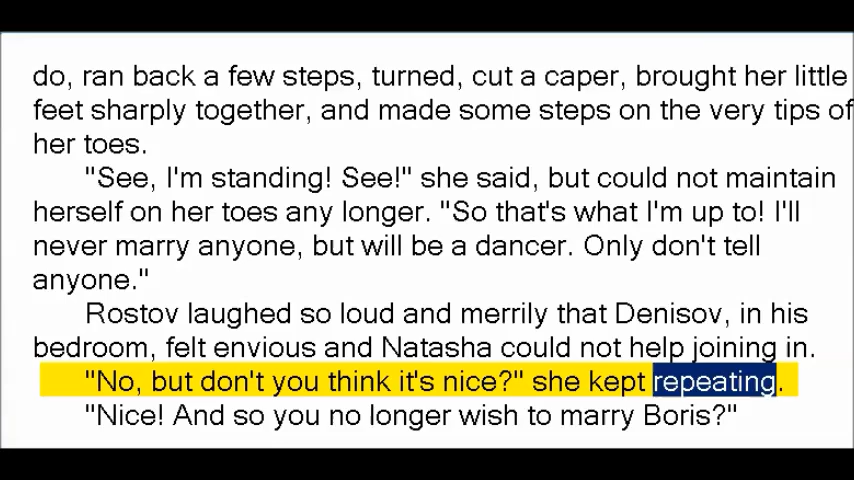 do, ran back a few steps, turned, cut a caper, brought her little
feet sharply together, and made some steps on the very tips of
her toes.
"See, I'm standing! See!" she said, but could not maintain
herself on her toes any longer. "So that's what I'm up to! I'll
never marry anyone, but will be a dancer. Only don't tell
anyone."
Rostov laughed so loud and merrily that Denisov, in his
bedroom, felt envious and Natasha could not help joining in.
"No, but don't you think it's nice?" she kept repeating.
"Nice! And so you no longer wish to marry Boris?"